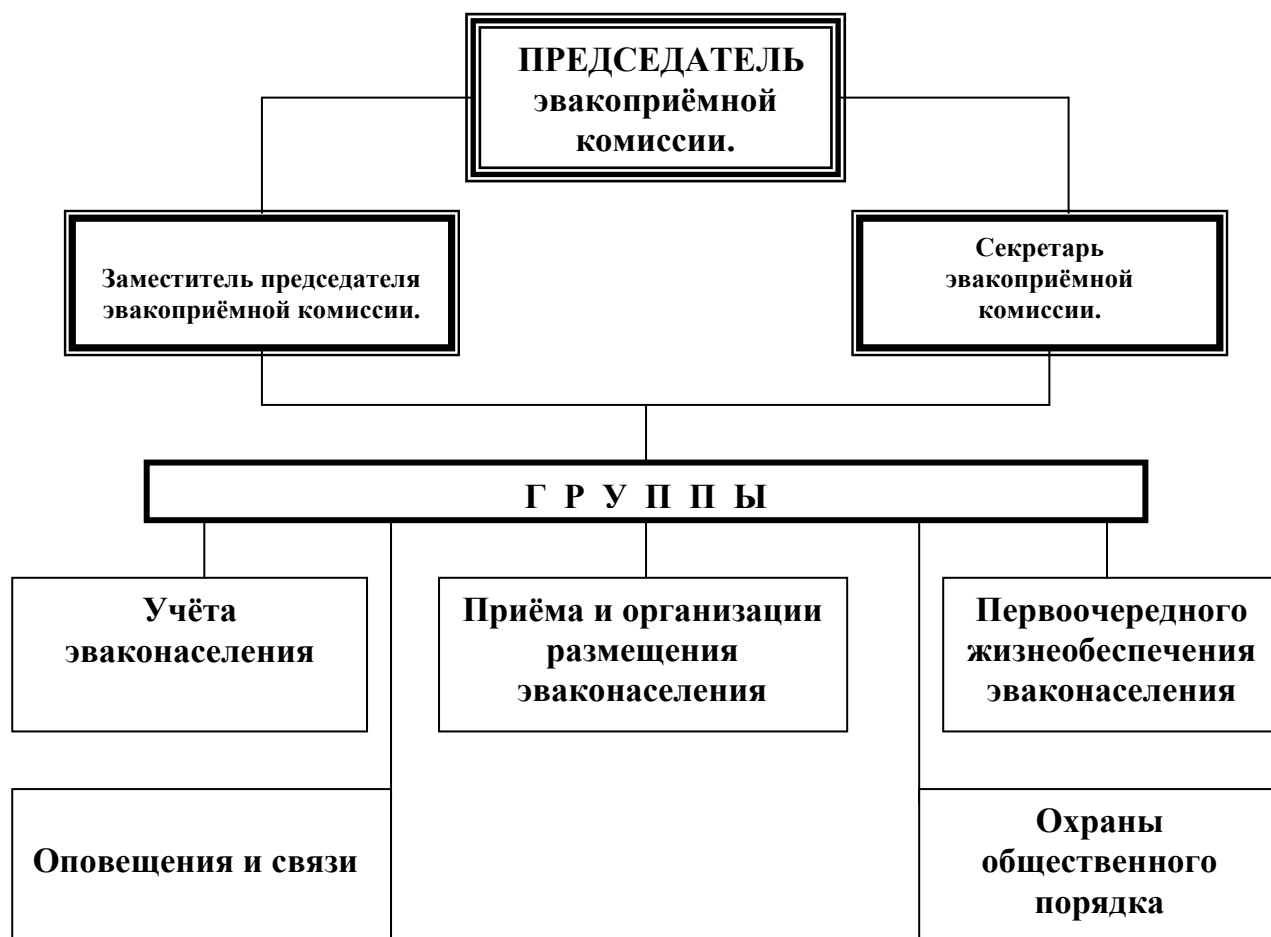 ПРЕДСЕДАТЕЛЬ
эвакоприёмной
комиссии.
Заместитель председателя
эвакоприёмной комиссии.
Секретарь
эвакоприёмной
комиссии.
Г Р У П П Ы
Учёта
эваконаселения
Приёма и организации
размещения
эваконаселения
Первоочередного
жизнеобеспечения
эваконаселения
Оповещения и связи
Охраны
общественного
порядка